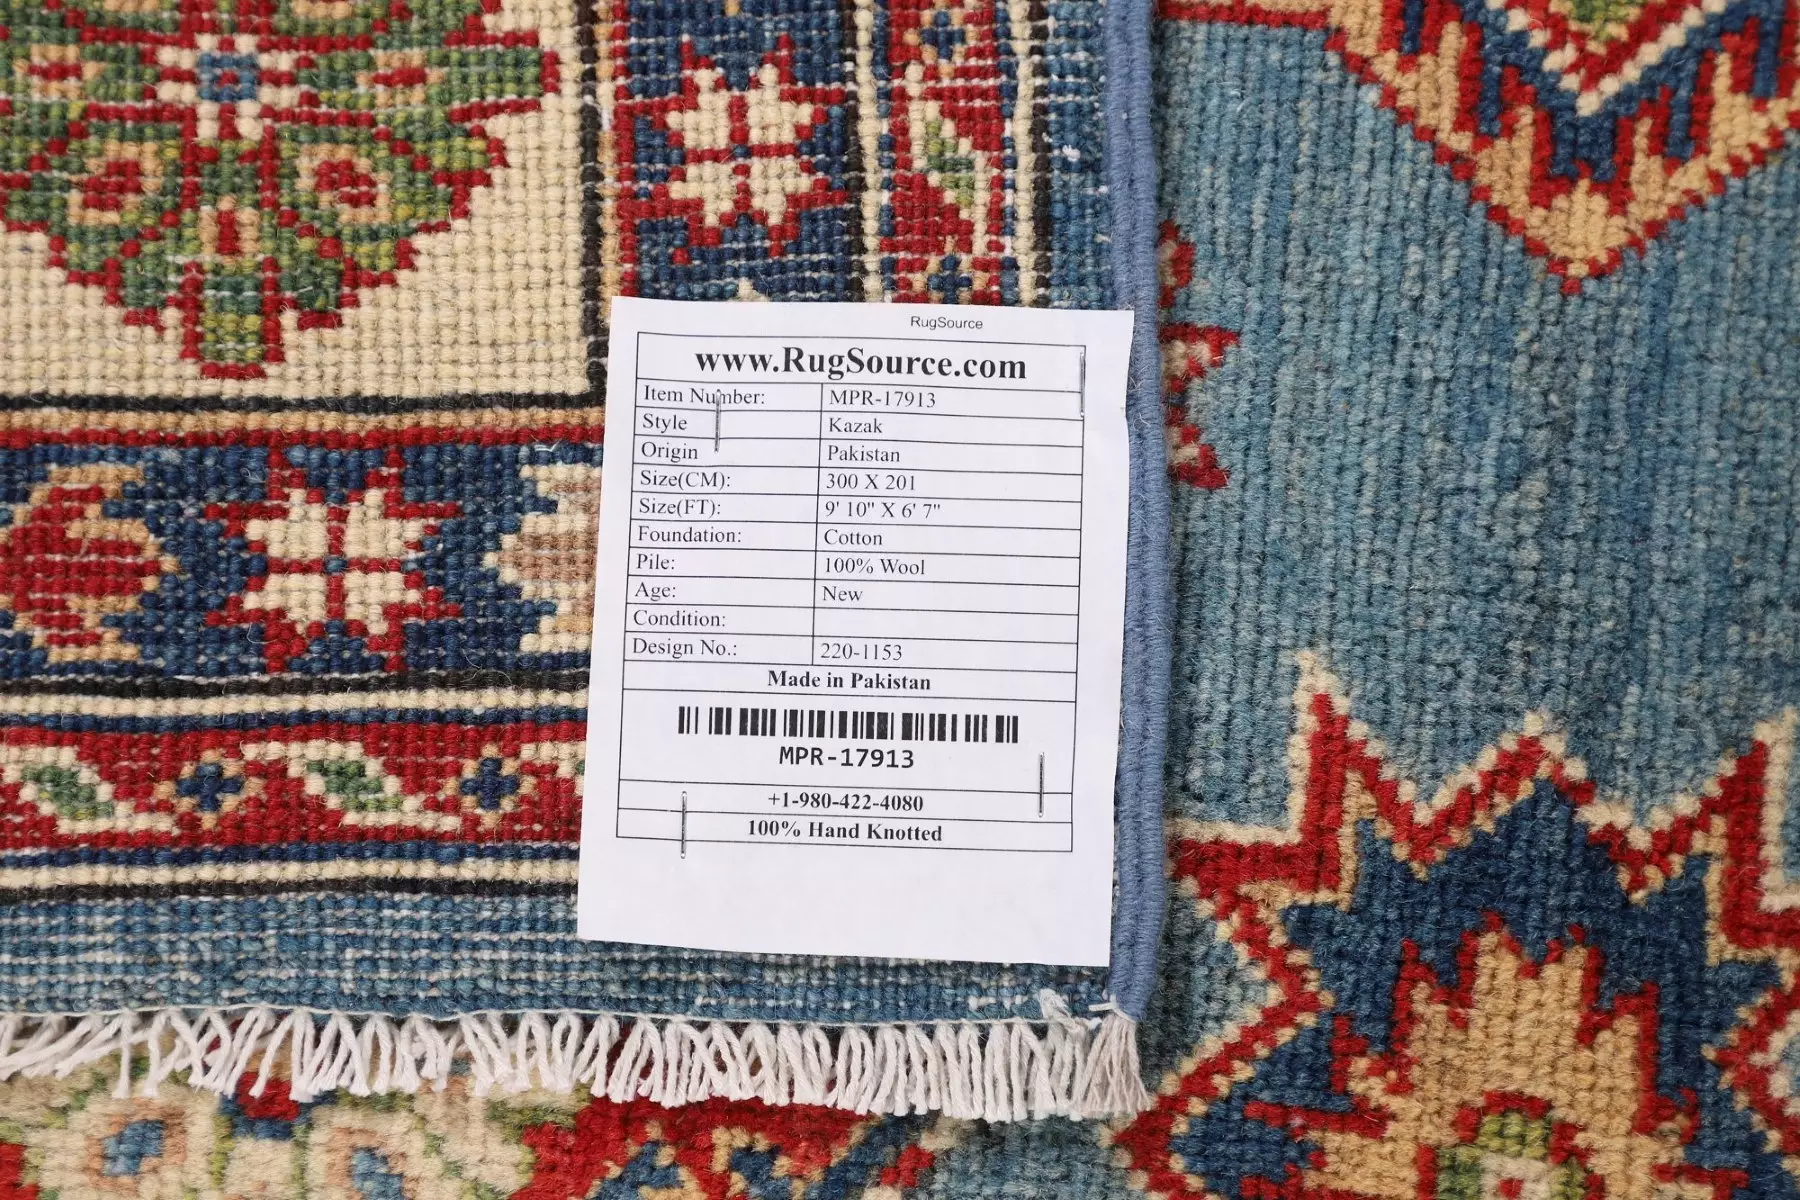 RugSource
www.RugSource.com
Item Number: MPR-17913
Style Kazak
Origin Pakistan
Size(CM): 300 X 201
Size(FT): 9' 10" X 6' 7"
Foundation: Cotton
Pile: 100% Wool
Age: New
Condition:
Design No.: 220-1153
Made in Pakistan
MPR-17913
+1-980-422-4080
100% Hand Knotted